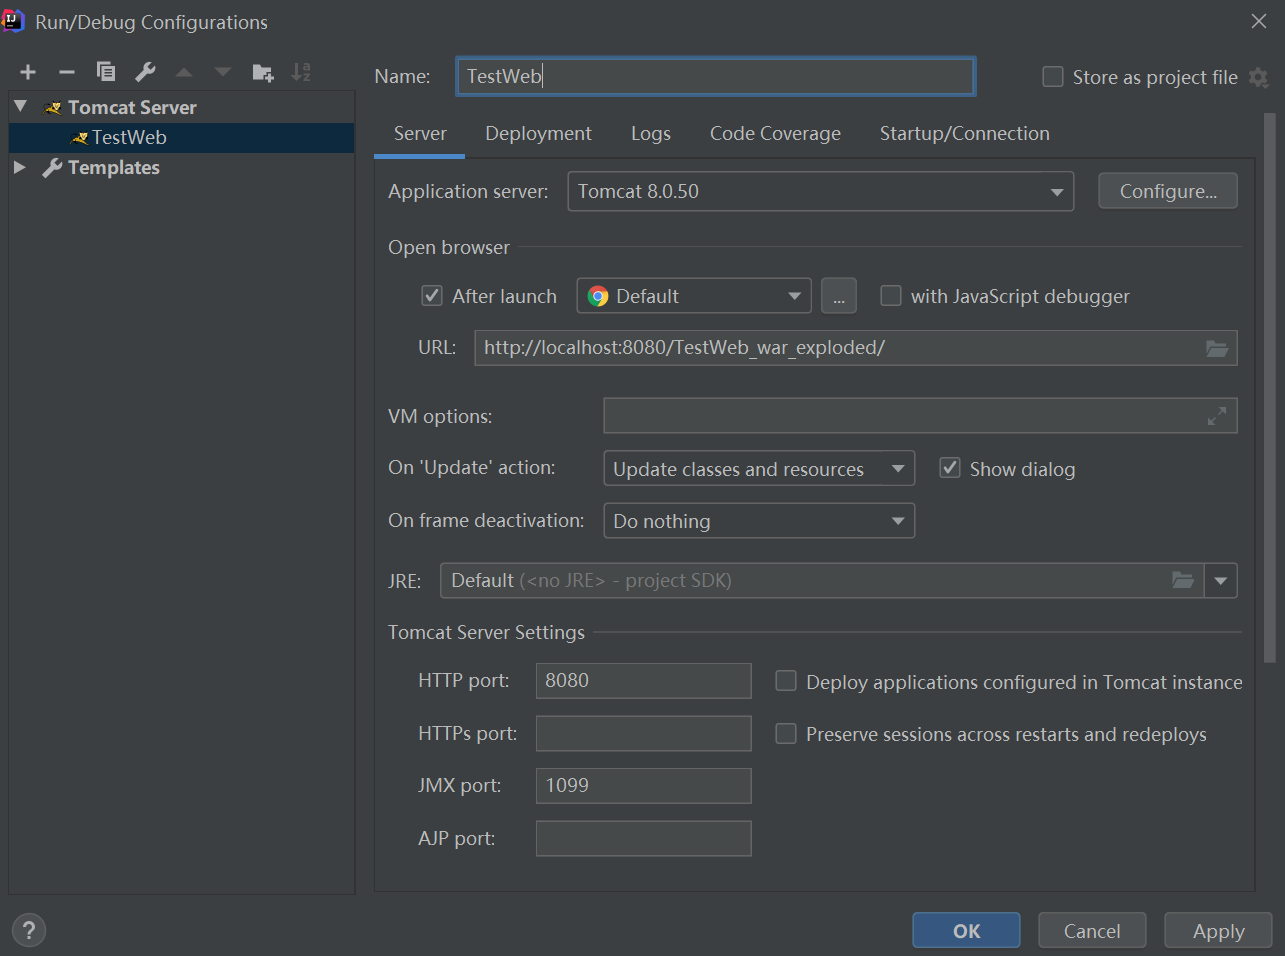 Run/Debug Configurations
Name: TestWeb Store as project file
Tomcat Server
TestWeb
Templates
Server Deployment Logs Code Coverage Startup/Connection
Application server: Tomcat 8.0.50 Configure...
Open browser
After launch Default ... with JavaScript debugger
URL: http://localhost:8080/TestWeb_war_exploded/
VM options:
On 'Update' action: Update classes and resources Show dialog
On frame deactivation: Do nothing
JRE: Default (<no JRE> - project SDK)
Tomcat Server Settings
HTTP port: 8080 Deploy applications configured in Tomcat instance
HTTPs port: Preserve sessions across restarts and redeploys
JMX port: 1099
AJP port:
? OK Cancel Apply